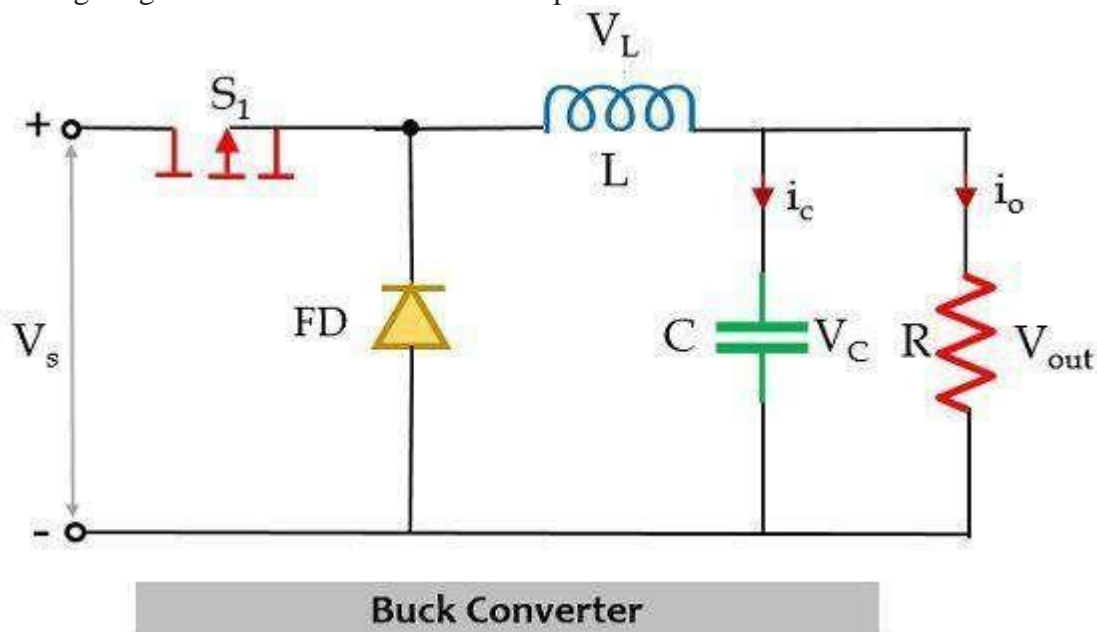 V_L
S_1
+
L
i_c
i_o
FD
V_s
C
V_C
R
V_out
-
Buck Converter